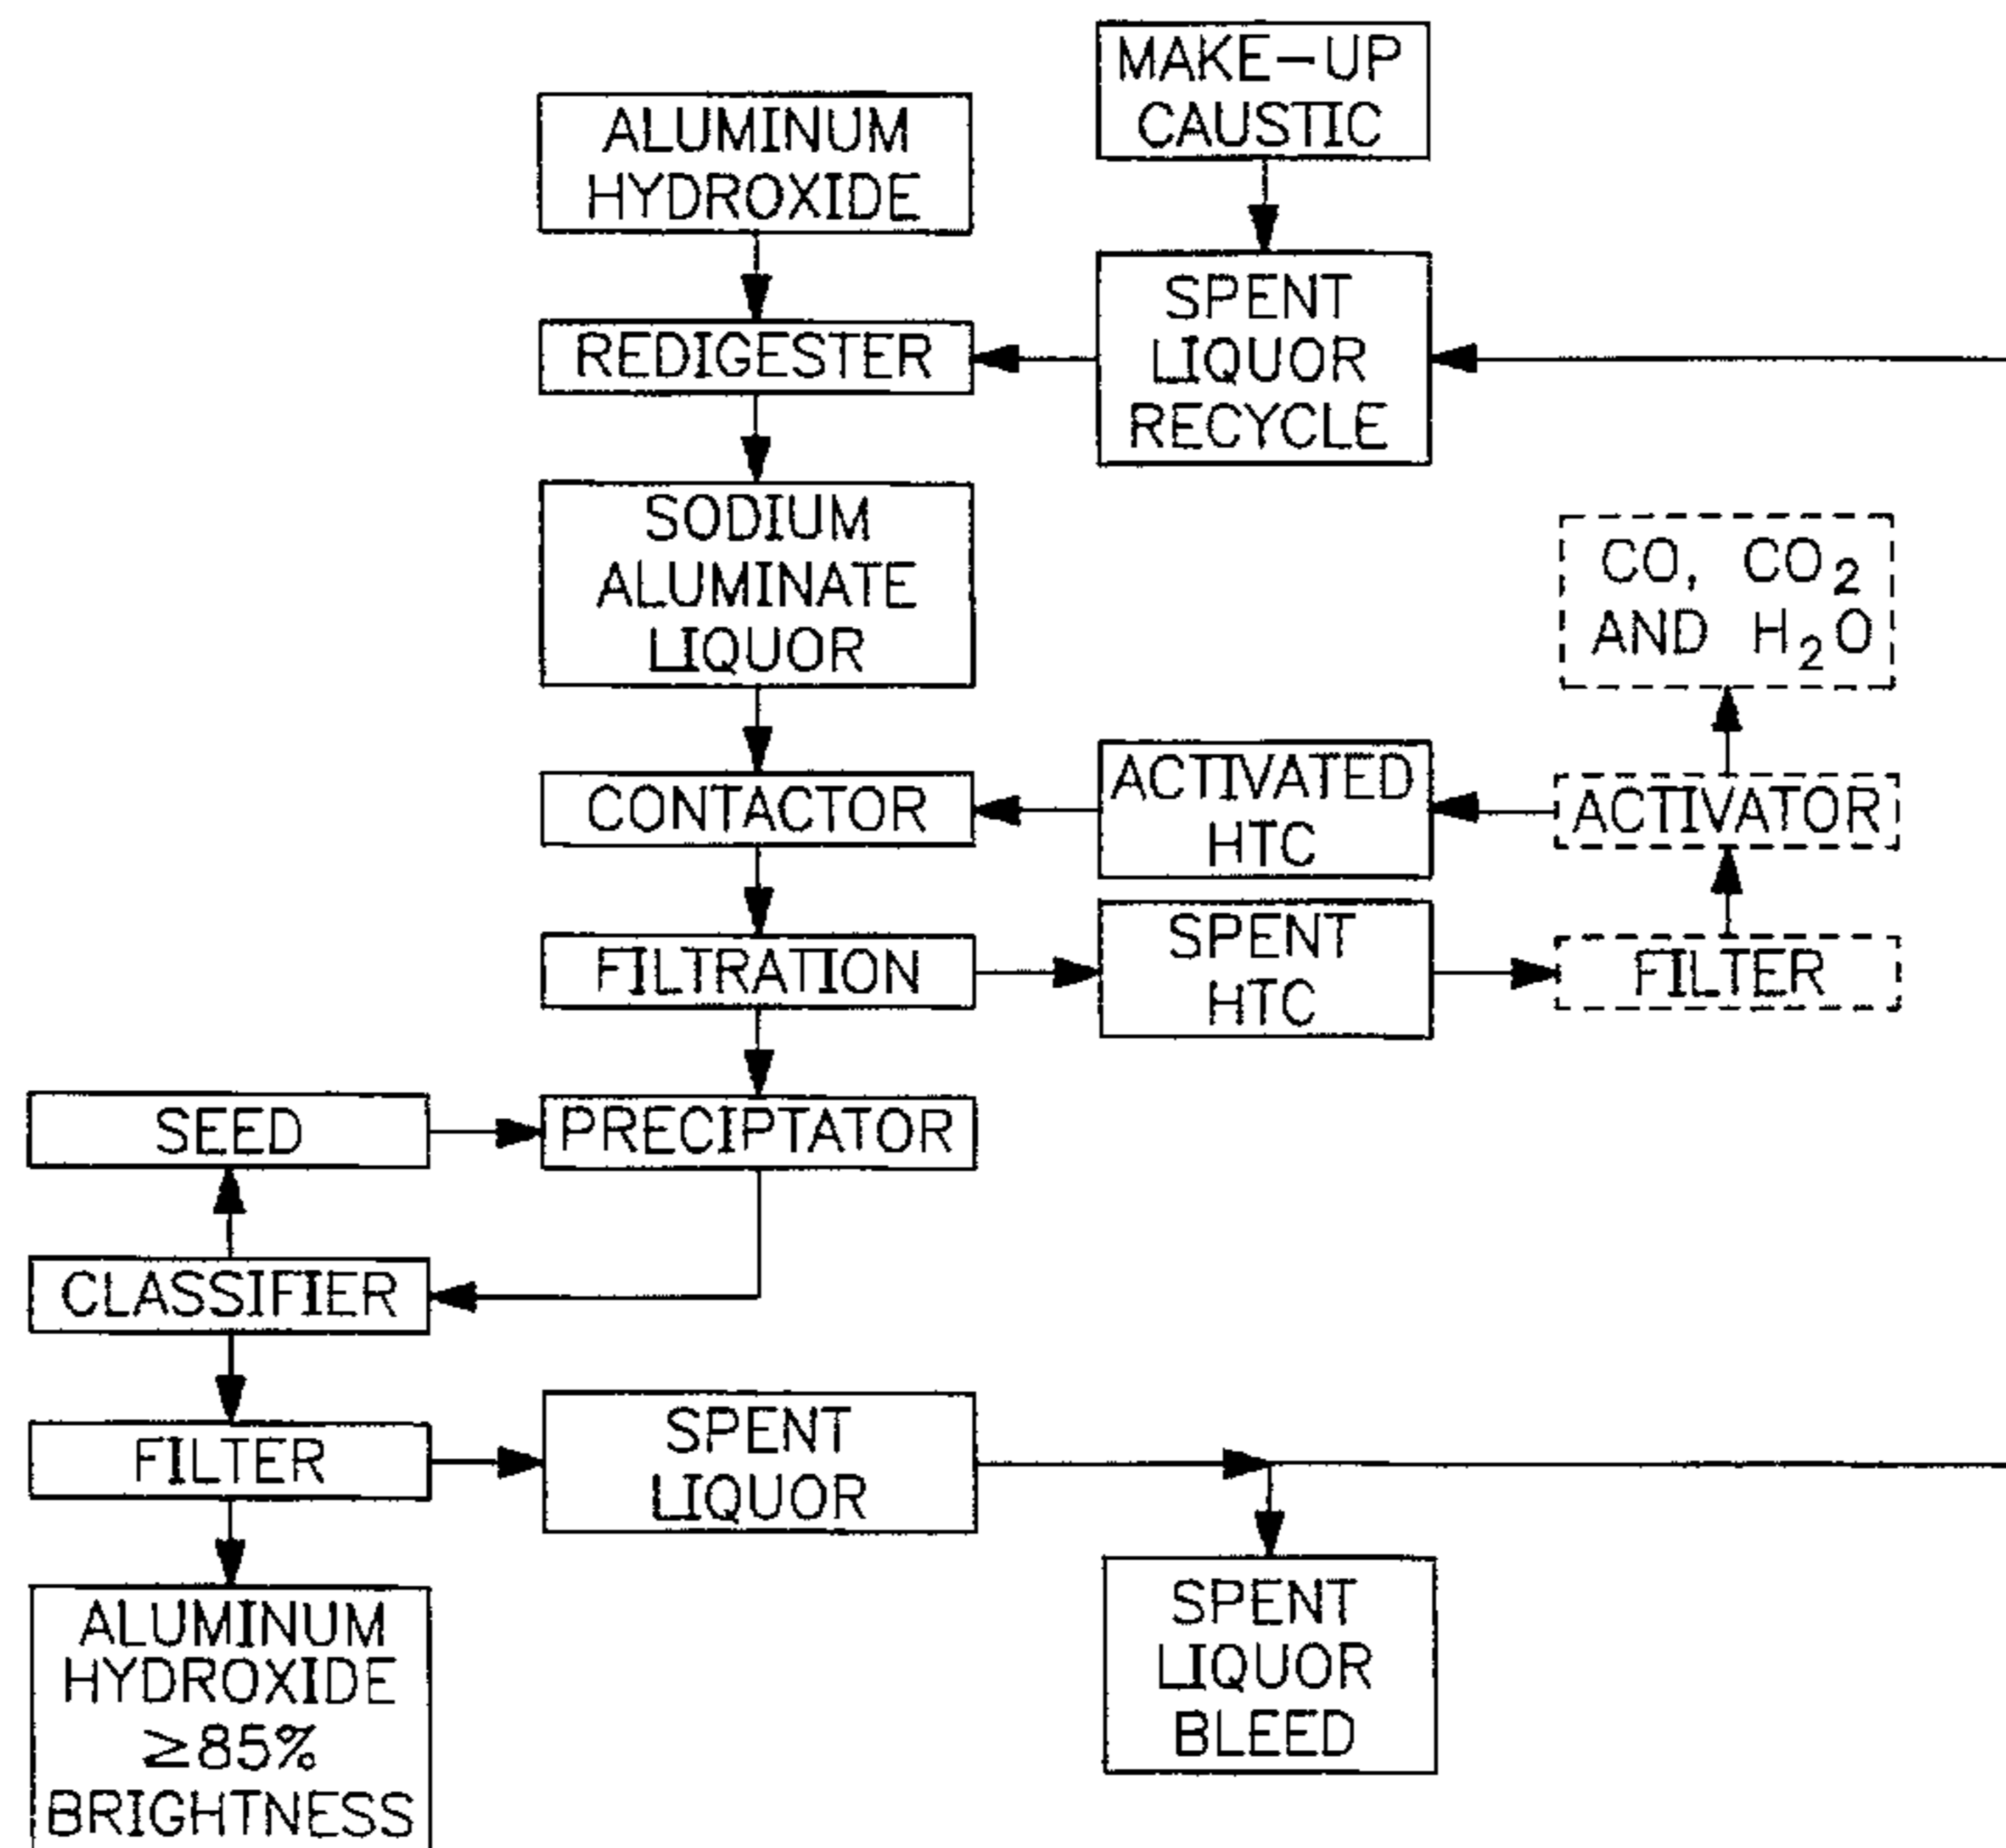 MAKE-UP
CAUSTIC
ALUMINUM
HYDROXIDE
SPENT
LIQUOR
RECYCLE
REDIGESTER
SODIUM
ALUMINATE
LIQUOR
CO, CO₂
AND H₂O
CONTACTOR
ACTIVATED
HTC
ACTIVATOR
FILTRATION
SPENT
HTC
FILTER
SEED
PRECIPTATOR
CLASSIFIER
FILTER
SPENT
LIQUOR
ALUMINUM
HYDROXIDE
≥85%
BRIGHTNESS
SPENT
LIQUOR
BLEED